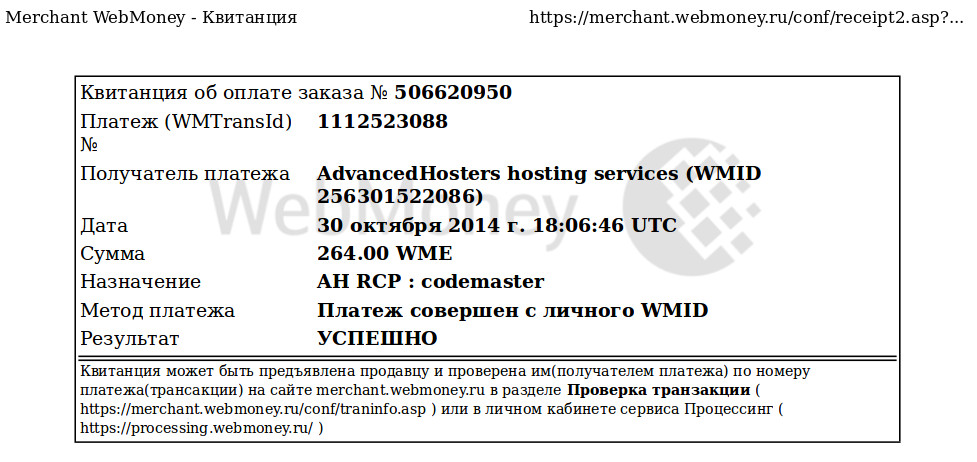 Merchant WebMoney - Квитанция https://merchant.webmoney.ru/conf/receipt2.asp?...
Квитанция об оплате заказа № 506620950
Платеж (WMTransId) 1112523088
№
Получатель платежа AdvancedHosters hosting services (WMID
256301522086)
WebMoney
Дата 30 октября 2014 г. 18:06:46 UTC
Сумма 264.00 WME
Назначение AH RCP : codemaster
Метод платежа Платеж совершен с личного WMID
Результат УСПЕШНО
Квитанция может быть предъявлена продавцу и проверена им(получателем платежа) по номеру
платежа(трансакции) на сайте merchant.webmoney.ru в разделе Проверка транзакции (
https://merchant.webmoney.ru/conf/traninfo.asp ) или в личном кабинете сервиса Процессинг (
https://processing.webmoney.ru/ )